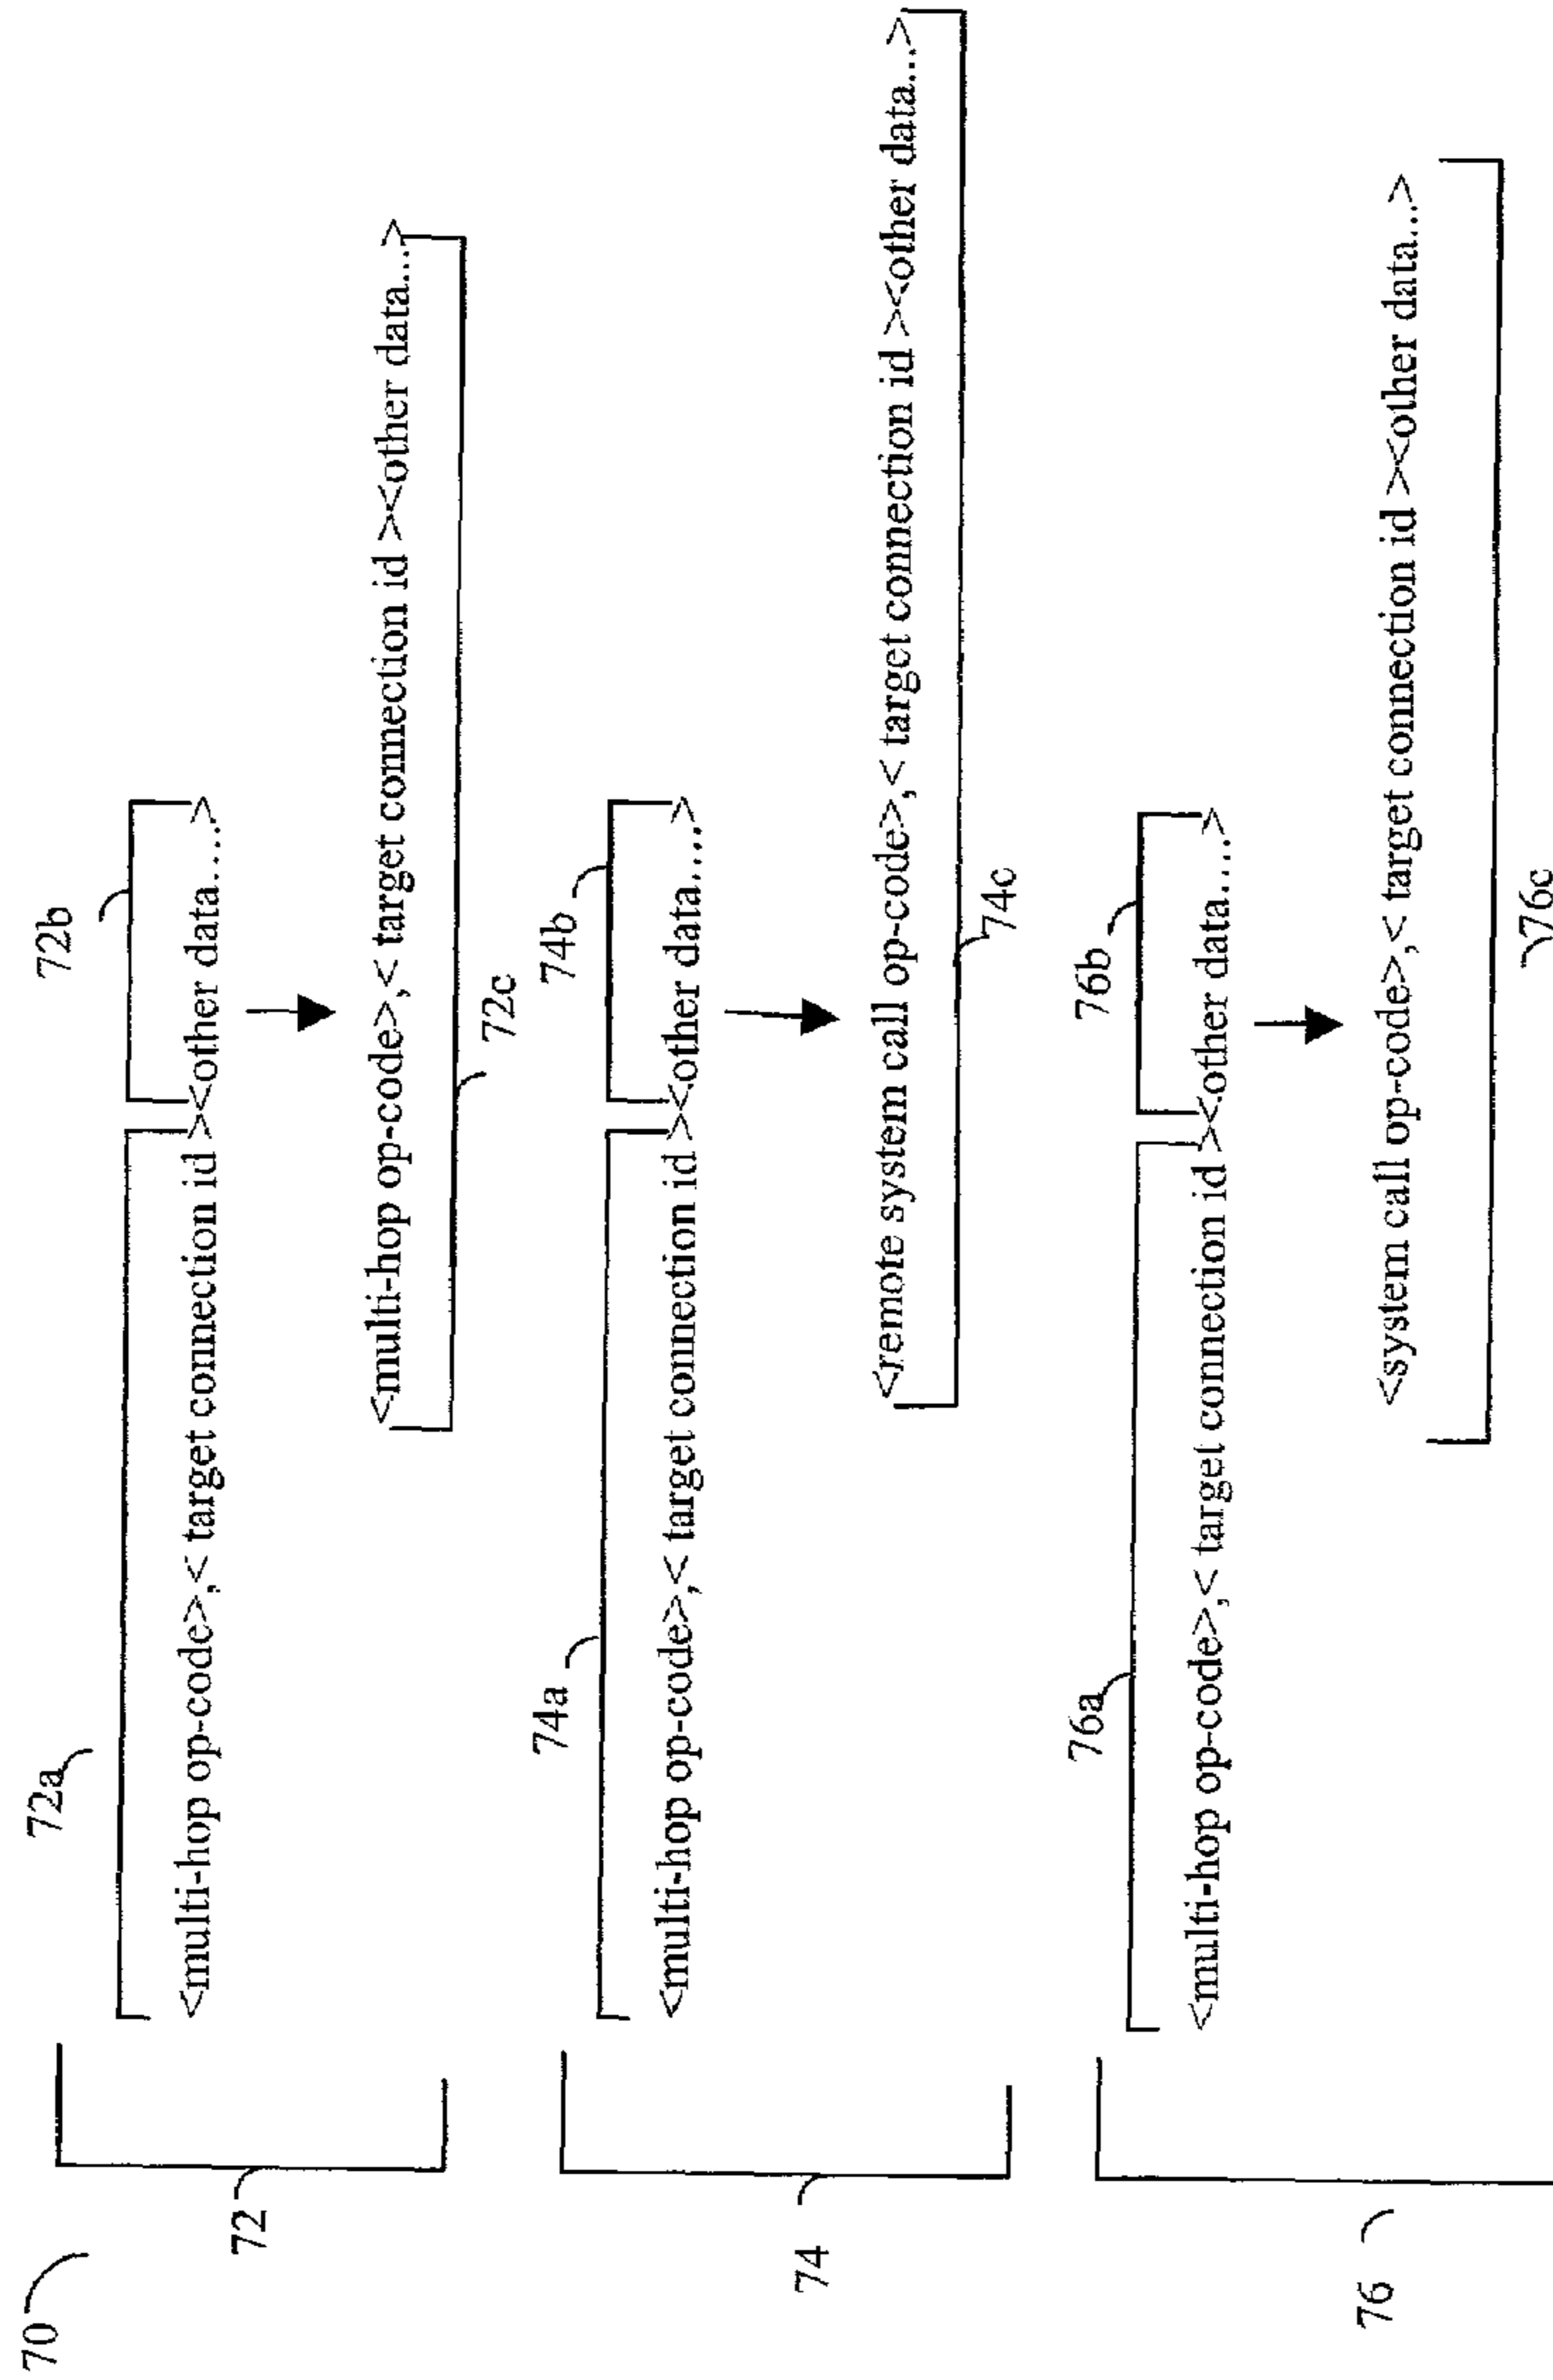 70
72
72a
72b
<multi-hop op-code>,< target connection id ><other data....>
<multi-hop op-code>,< target connection id ><other data...>
72c
74
74a
74b
<multi-hop op-code>,< target connection id ><other data....>
<remote system call op-code>,< target connection id ><other data...>
74c
76
76a
76b
<multi-hop op-code>,< target connection id ><other data....>
<system call op-code>,< target connection id ><other data...>
76c